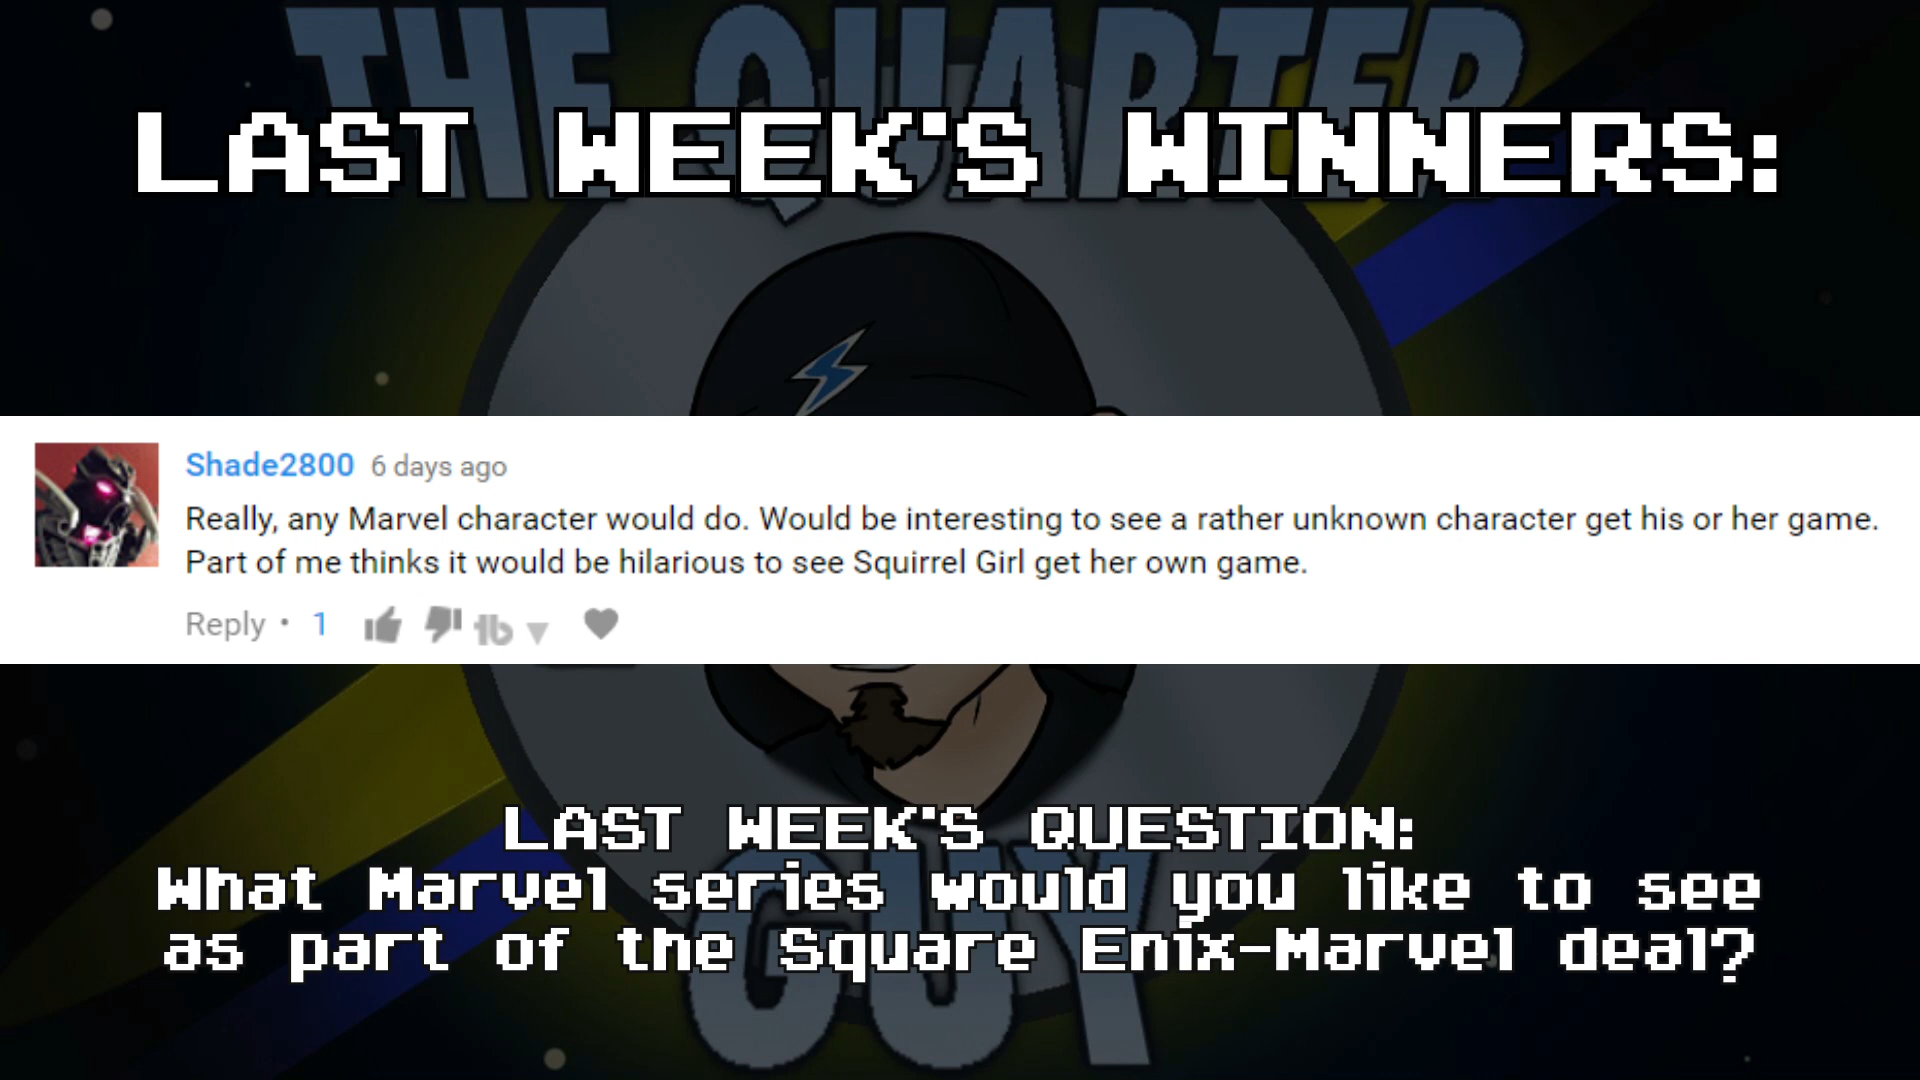 THE QUARTER
LAST WEEK'S WINNERS:
Shade2800 6 days ago
Really, any Marvel character would do. Would be interesting to see a rather unknown character get his or her game.
Part of me thinks it would be hilarious to see Squirrel Girl get her own game.
Reply • 1
LAST WEEK'S QUESTION:
What Marvel series would you like to see
as part of the Square Enix-Marvel deal?
GUY